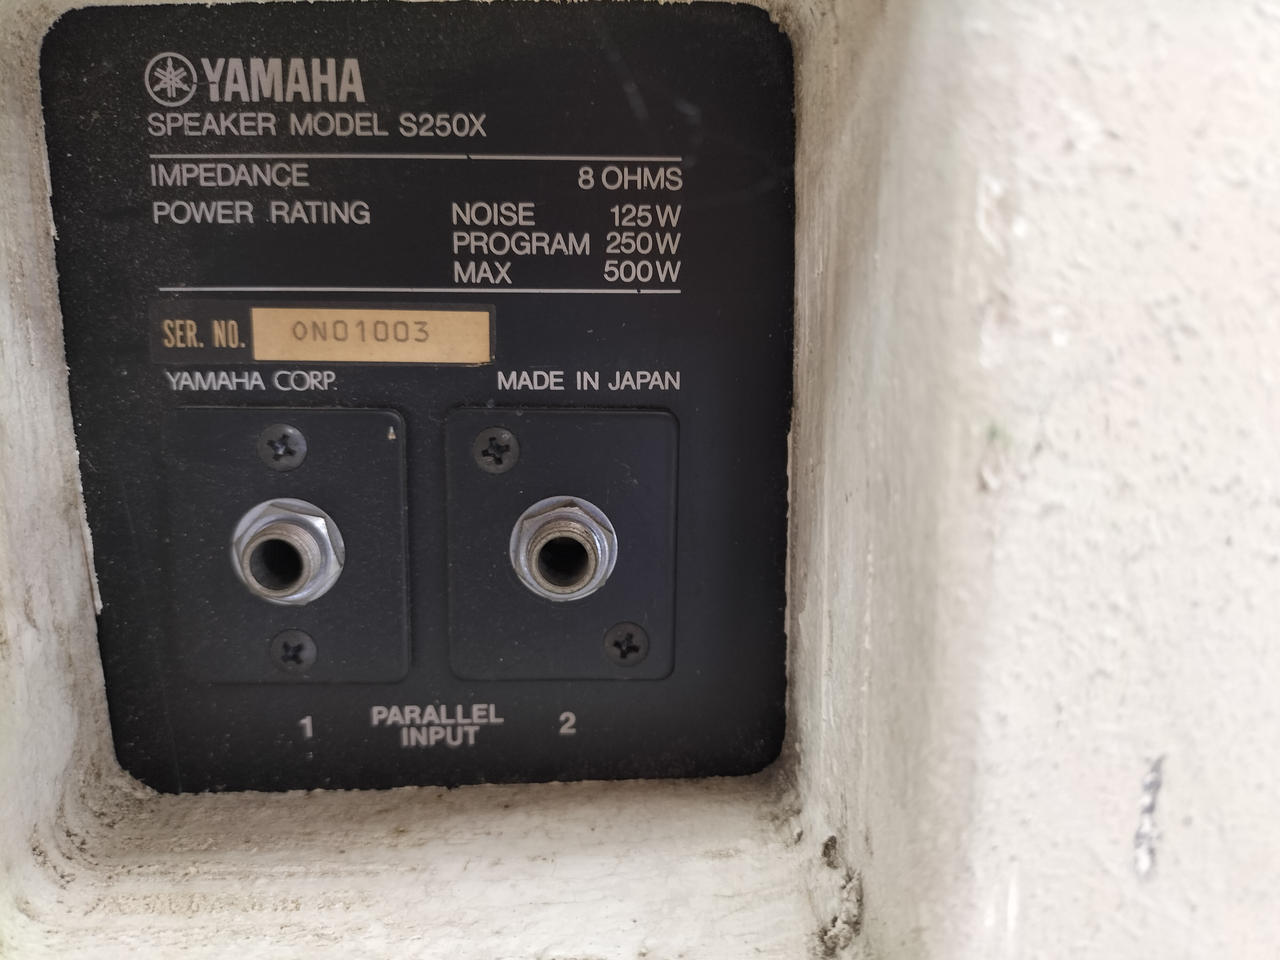 YAMAHA
SPEAKER MODEL S250X
IMPEDANCE 8 OHMS
POWER RATING NOISE 125W
PROGRAM 250W
MAX 500W
SER. NO. ON01003
YAMAHA CORP. MADE IN JAPAN
1 PARALLEL INPUT 2